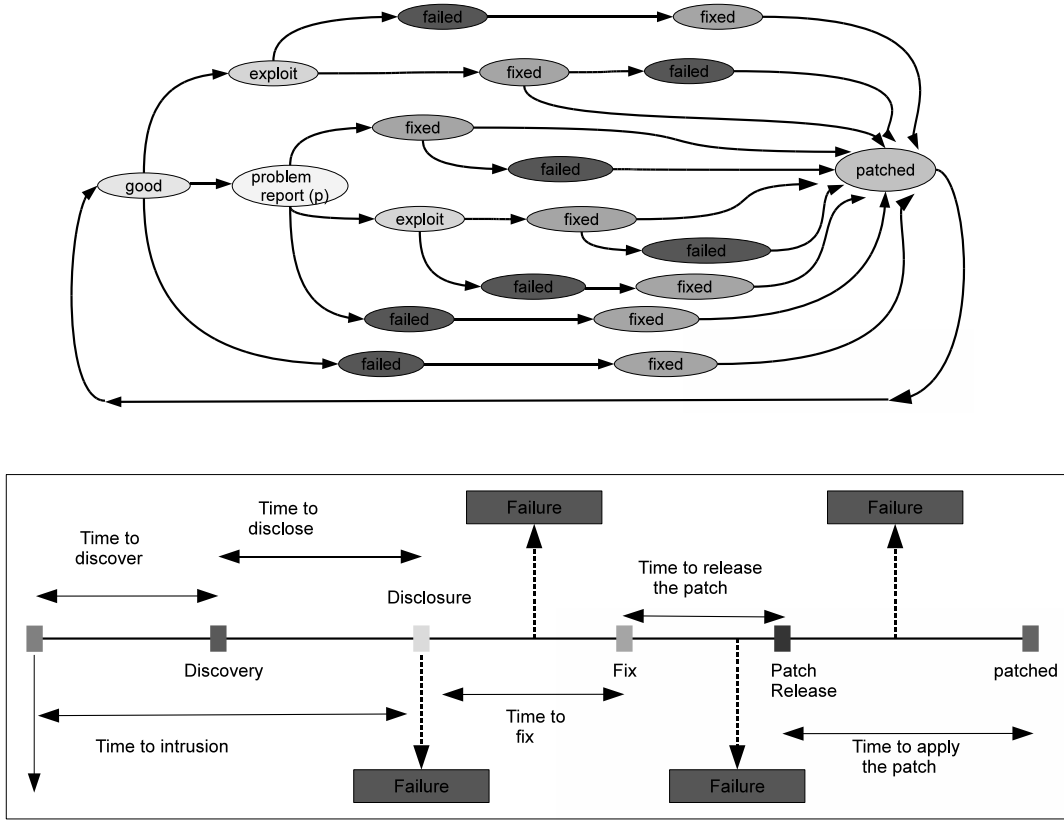 failed
fixed
exploit
fixed
failed
fixed
failed
patched
good
problem
report (p)
exploit
fixed
failed
failed
fixed
failed
fixed
failed
fixed
Failure
Failure
Time to
disclose
Time to
discover
Time to release
the patch
Disclosure
Discovery
Fix
Patch
Release
patched
Time to intrusion
Time to
fix
Time to apply
the patch
Failure
Failure